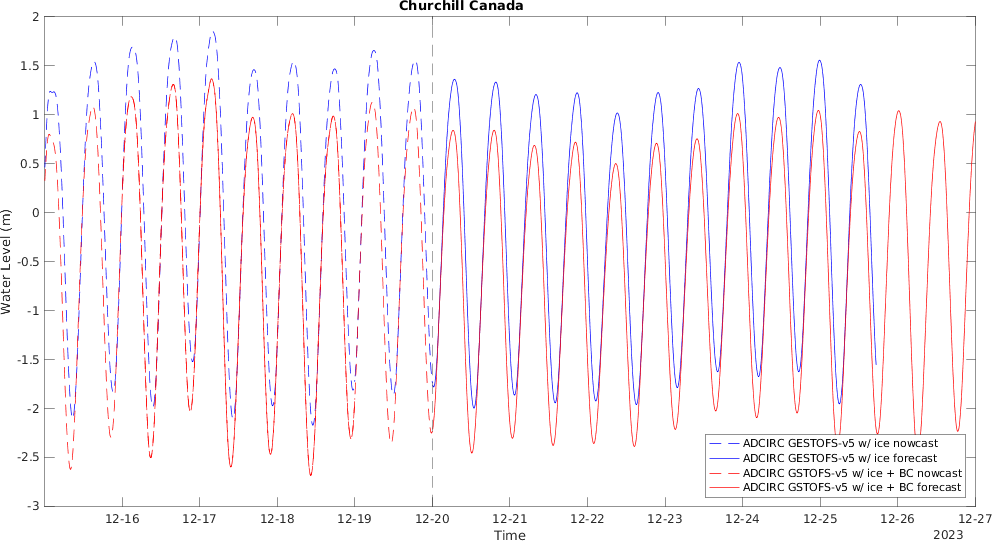 Churchill Canada
2
1.5
1
0.5
0
-0.5
-1
-1.5
-2
-2.5
-3
Water Level (m)
ADCIRC GESTOFS-v5 w/ ice nowcast
ADCIRC GESTOFS-v5 w/ ice forecast
ADCIRC GSTOFS-v5 w/ ice + BC nowcast
ADCIRC GSTOFS-v5 w/ ice + BC forecast
12-16 12-17 12-18 12-19 12-20 12-21 12-22 12-23 12-24 12-25 12-26 12-27
Time
2023